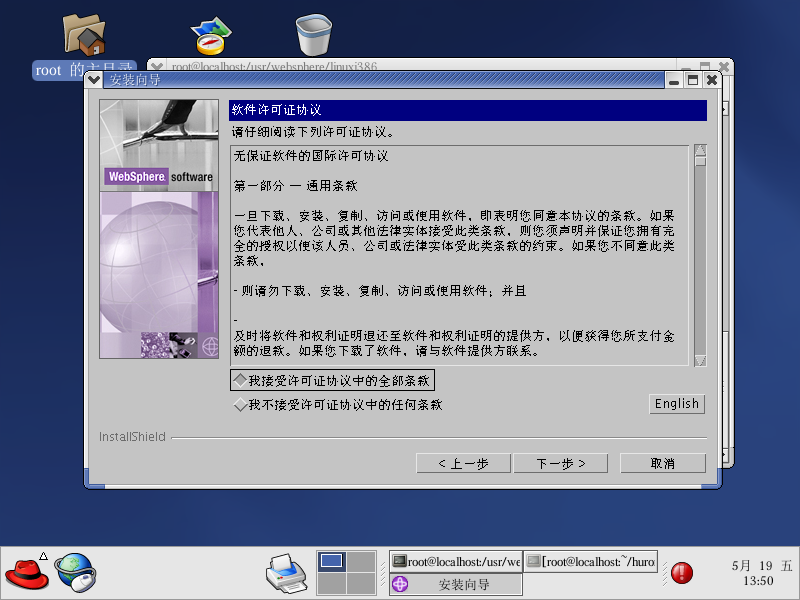 root 的主目录
root@localhost:/usr/websphere/linuxi386
安装向导
WebSphere software
软件许可证协议
请仔细阅读下列许可证协议。
无保证软件的国际许可协议
第一部分 — 通用条款
一旦下载、安装、复制、访问或使用软件，即表明您同意本协议的条款。如果
您代表他人、公司或其他法律实体接受此类条款，则您须声明并保证您拥有完
全的授权以使该人员、公司或法律实体受此类条款的约束。如果您不同意此类
条款，
- 则请勿下载、安装、复制、访问或使用软件；并且
-
及时将软件和权利证明退还至软件和权利证明的提供方，以便获得您所支付金
额的退款。如果您下载了软件，请与软件提供方联系。
我接受许可证协议中的全部条款
我不接受许可证协议中的任何条款
English
InstallShield
< 上一步
下一步 >
取消
root@localhost:/usr/we
[root@localhost:~/huro
安装向导
5月 19 五
13:50